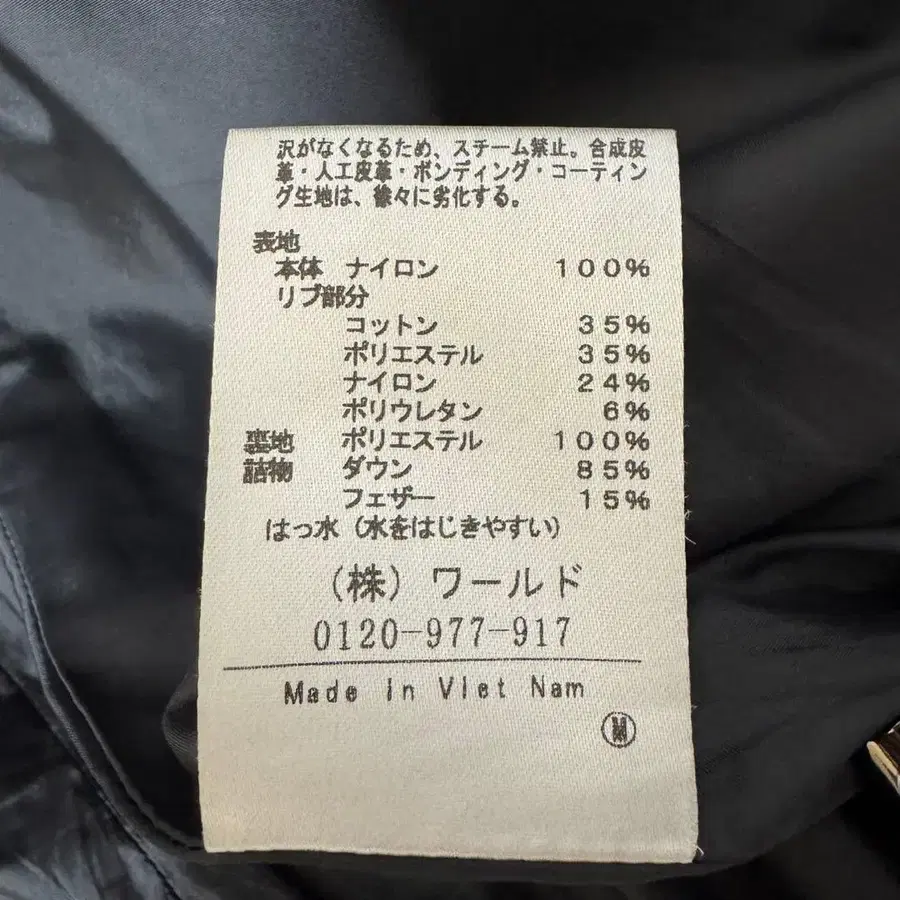 沢がなくなるため、スチーム禁止。合成皮
革・人工皮革・ボンディング・コーティン
グ生地は、徐々に劣化する。
表地
本体 ナイロン 100%
リブ部分
コットン 35%
ポリエステル 35%
ナイロン 24%
ポリウレタン 6%
裏地 ポリエステル 100%
詰物 ダウン 85%
フェザー 15%
はっ水（水をはじきやすい）
（株）ワールド
0120-977-917
Made in Viet Nam
M